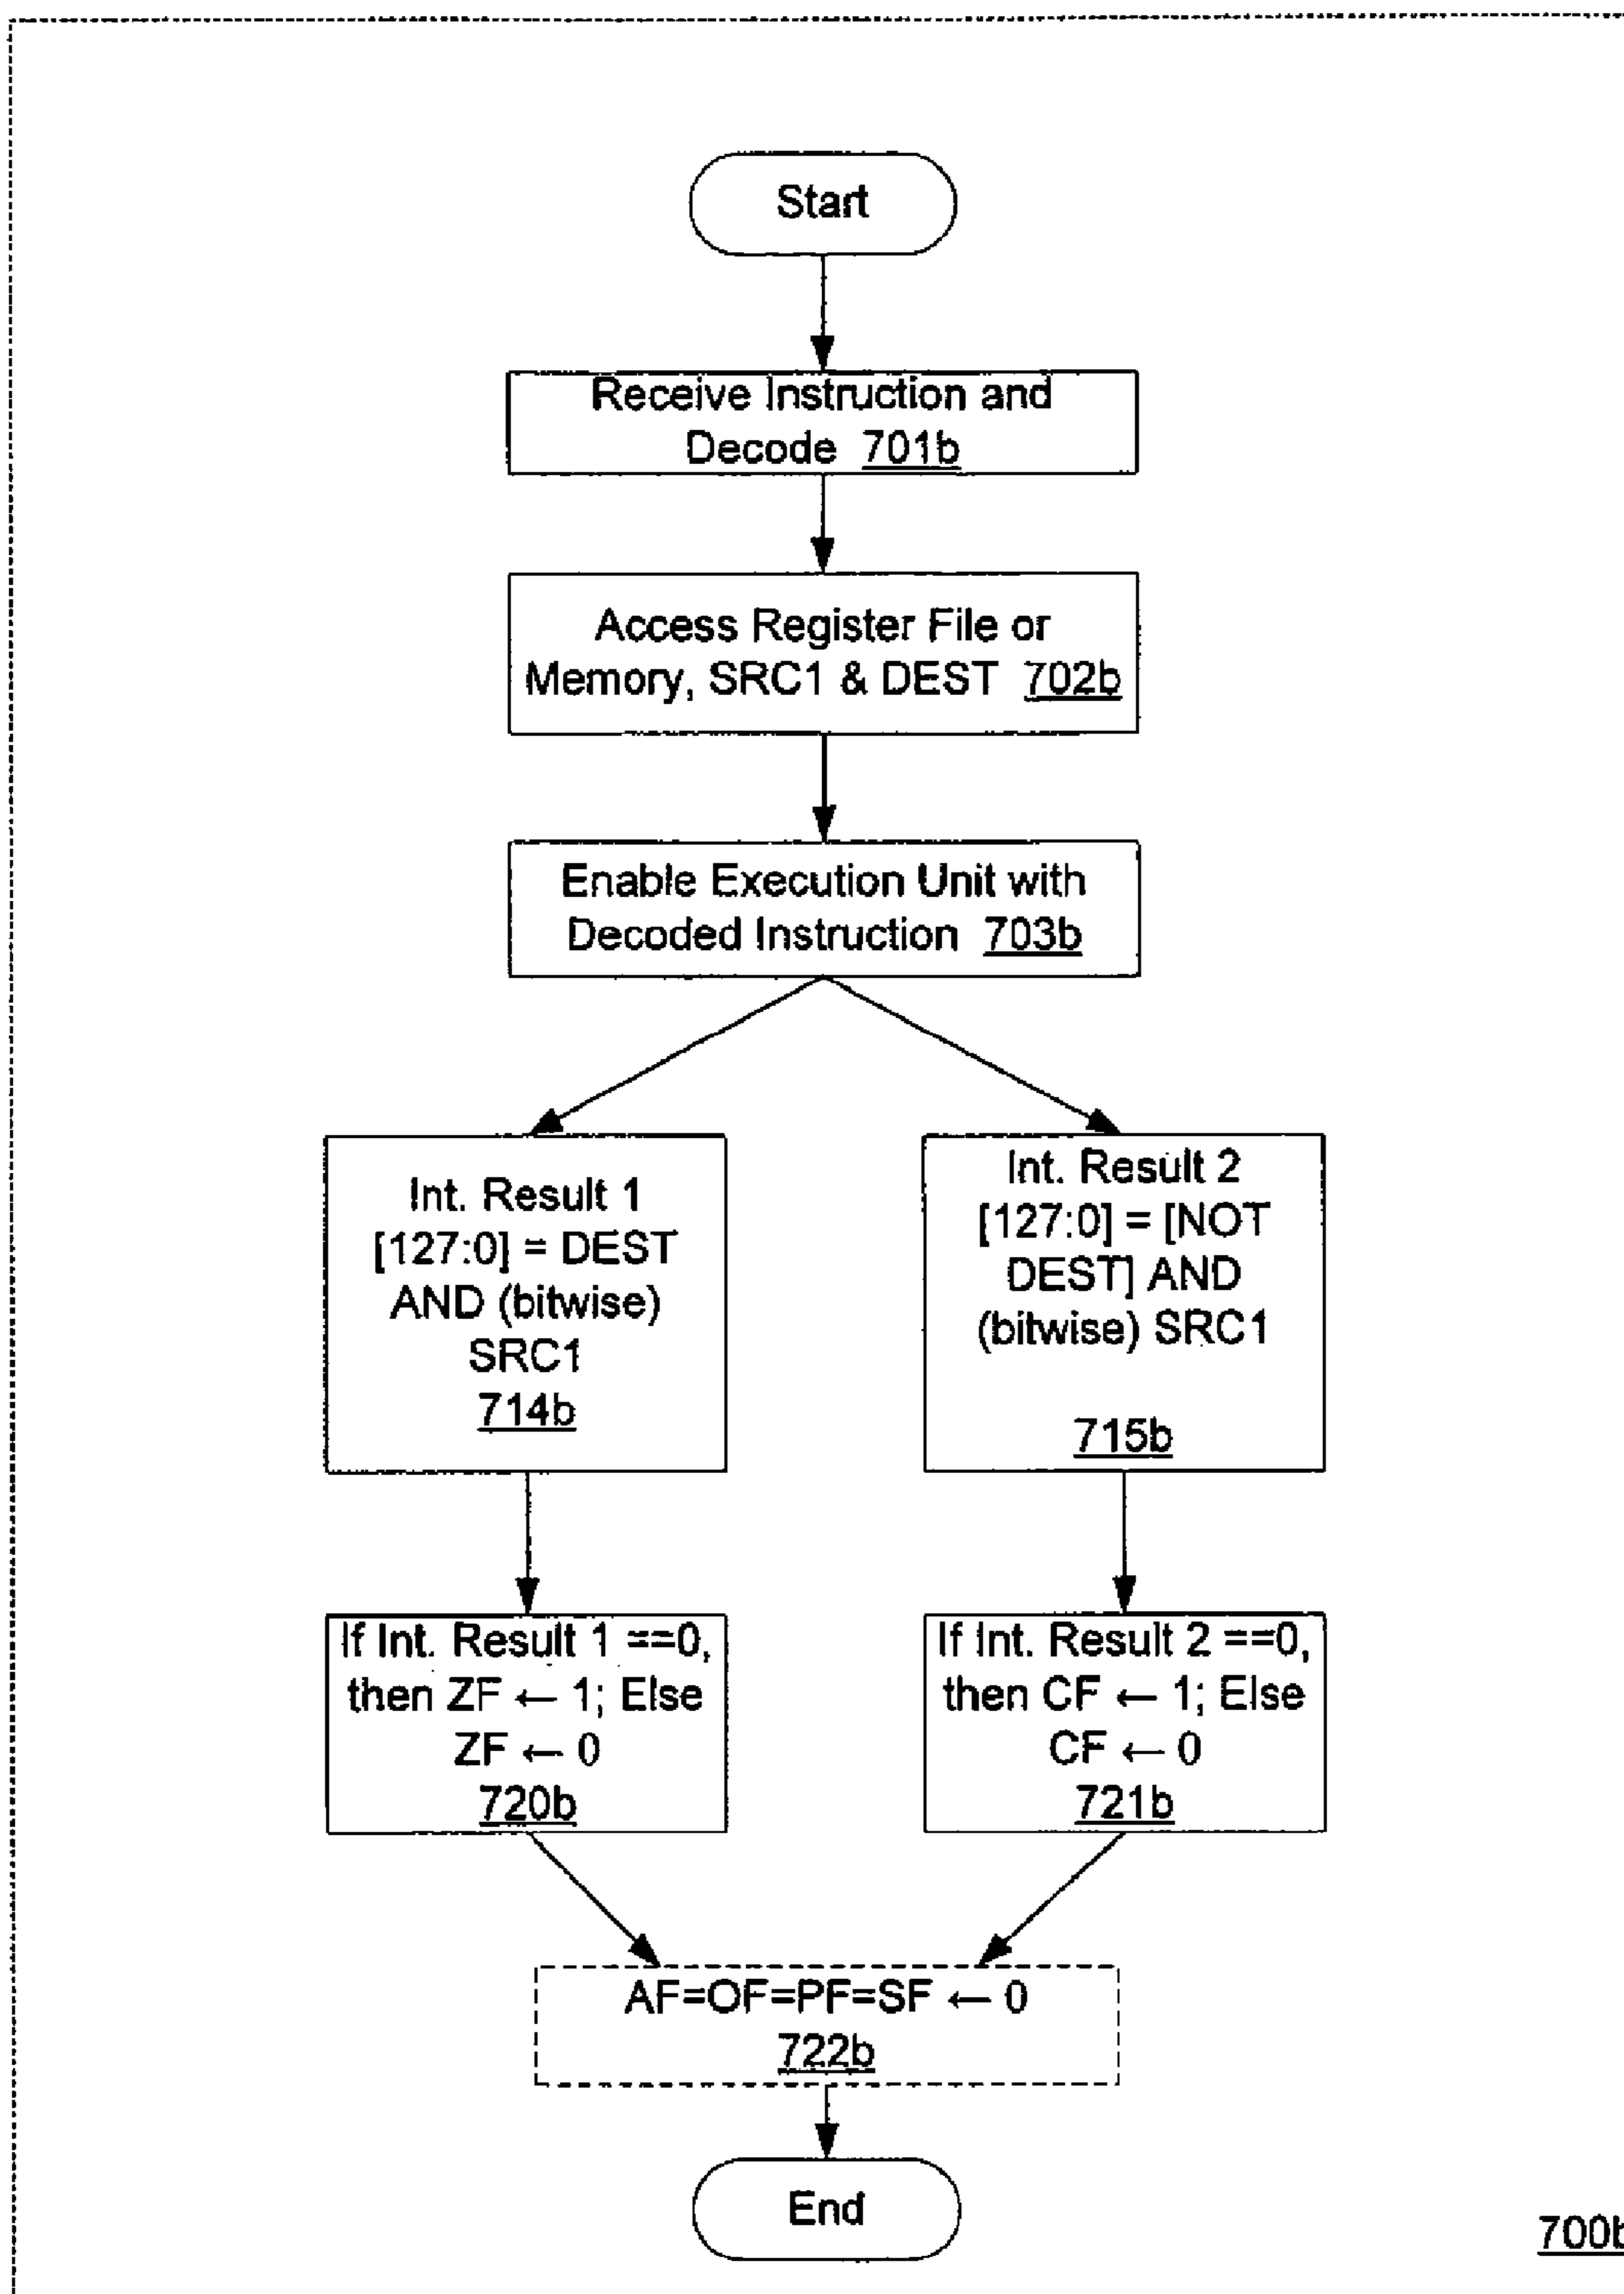 Start
Receive Instruction and
Decode 701b
Access Register File or
Memory, SRC1 & DEST 702b
Enable Execution Unit with
Decoded Instruction 703b
Int. Result 1
[127:0] = DEST
AND (bitwise)
SRC1
714b
Int. Result 2
[127:0] = [NOT
DEST] AND
(bitwise) SRC1
715b
If Int. Result 1 ==0,
then ZF ← 1; Else
ZF ← 0
720b
If Int. Result 2 ==0,
then CF ← 1; Else
CF ← 0
721b
AF=OF=PF=SF ← 0
722b
End
700b